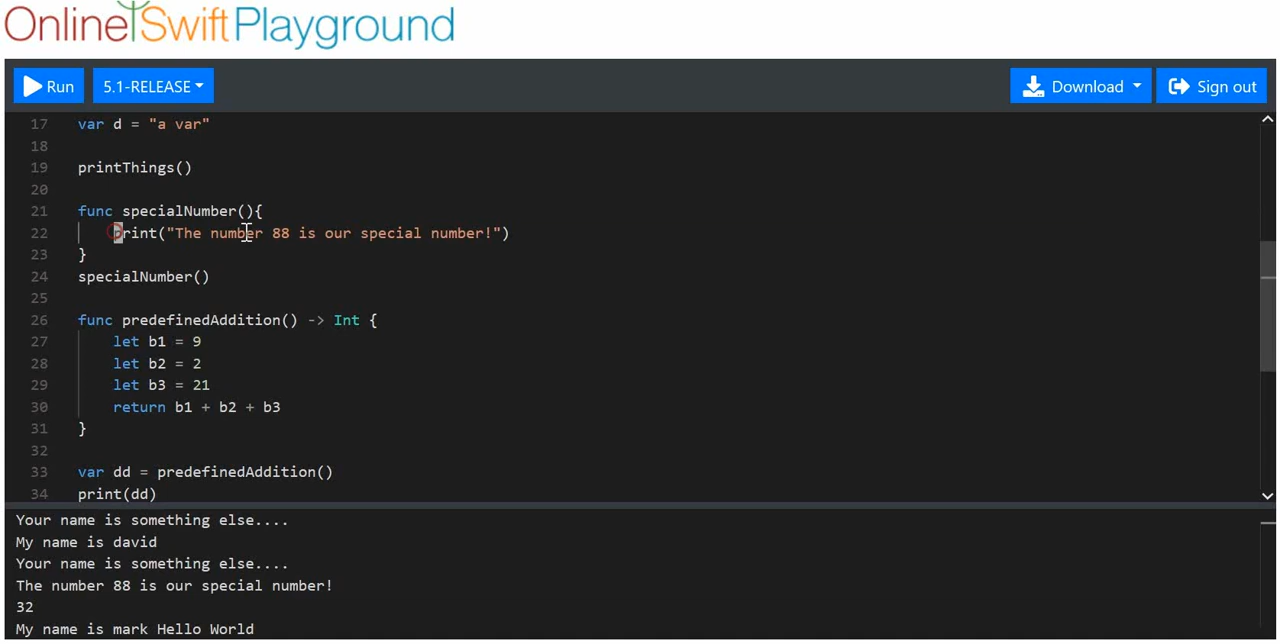 Online Swift Playground
Run 5.1-RELEASE Download Sign out
17 var d = "a var"
18
19 printThings()
20
21 func specialNumber(){
22 print("The number 88 is our special number!")
23 }
24 specialNumber()
25
26 func predefinedAddition() -> Int {
27 let b1 = 9
28 let b2 = 2
29 let b3 = 21
30 return b1 + b2 + b3
31 }
32
33 var dd = predefinedAddition()
34 print(dd)
Your name is something else....
My name is david
Your name is something else....
The number 88 is our special number!
32
My name is mark Hello World